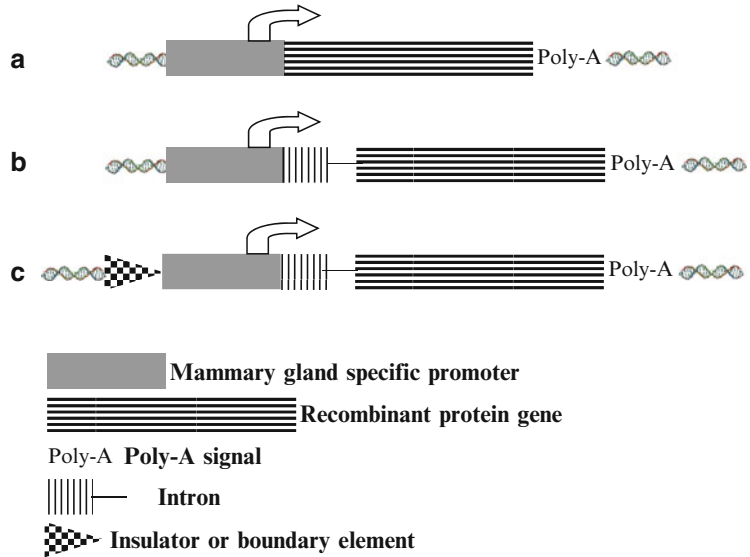 a
Poly-A
b
Poly-A
c
Poly-A
Mammary gland specific promoter
Recombinant protein gene
Poly-A Poly-A signal
Intron
Insulator or boundary element